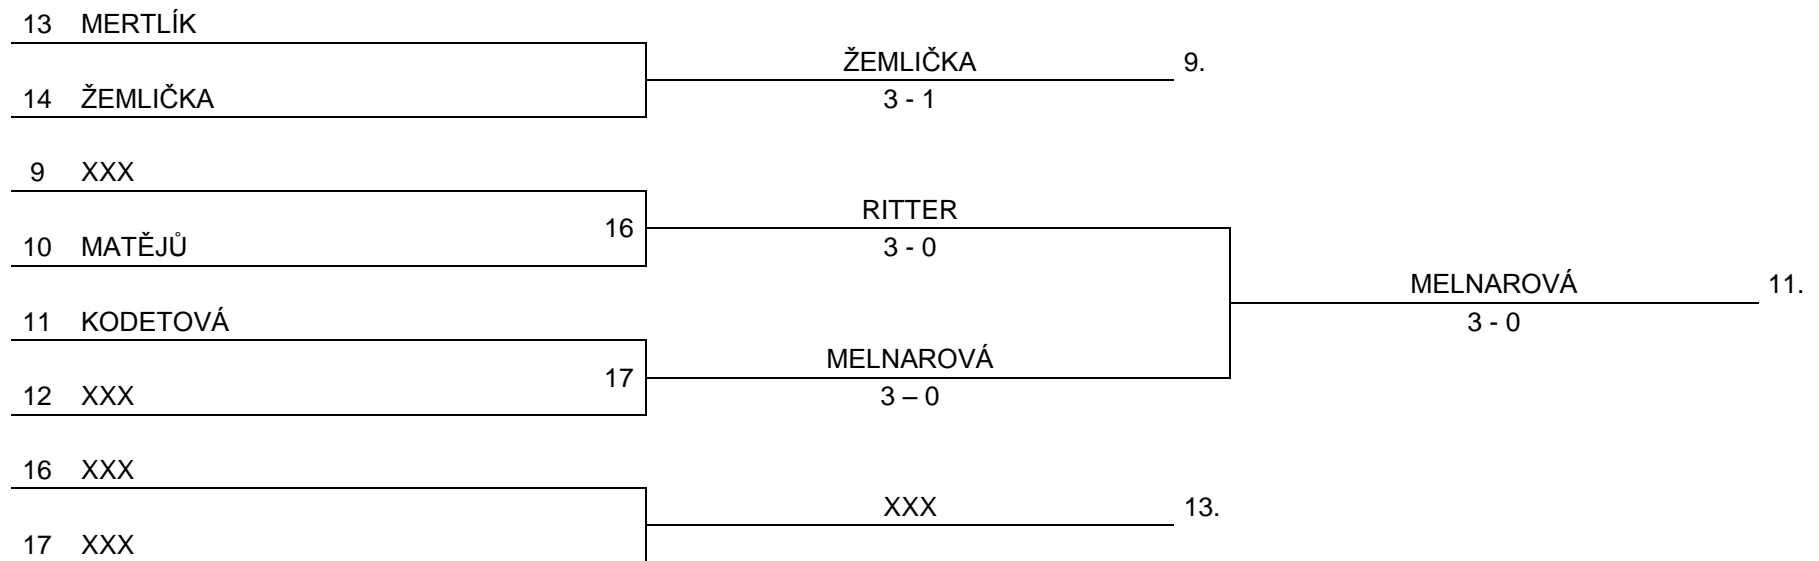 13 MERTLÍK
ŽEMLIČKA 9.
14 ŽEMLIČKA 3 - 1
9 XXX
RITTER
16
10 MATĚJŮ 3 - 0
MELNAROVÁ 11.
11 KODETOVÁ 3 - 0
MELNAROVÁ
17
12 XXX 3 – 0
16 XXX
XXX 13.
17 XXX